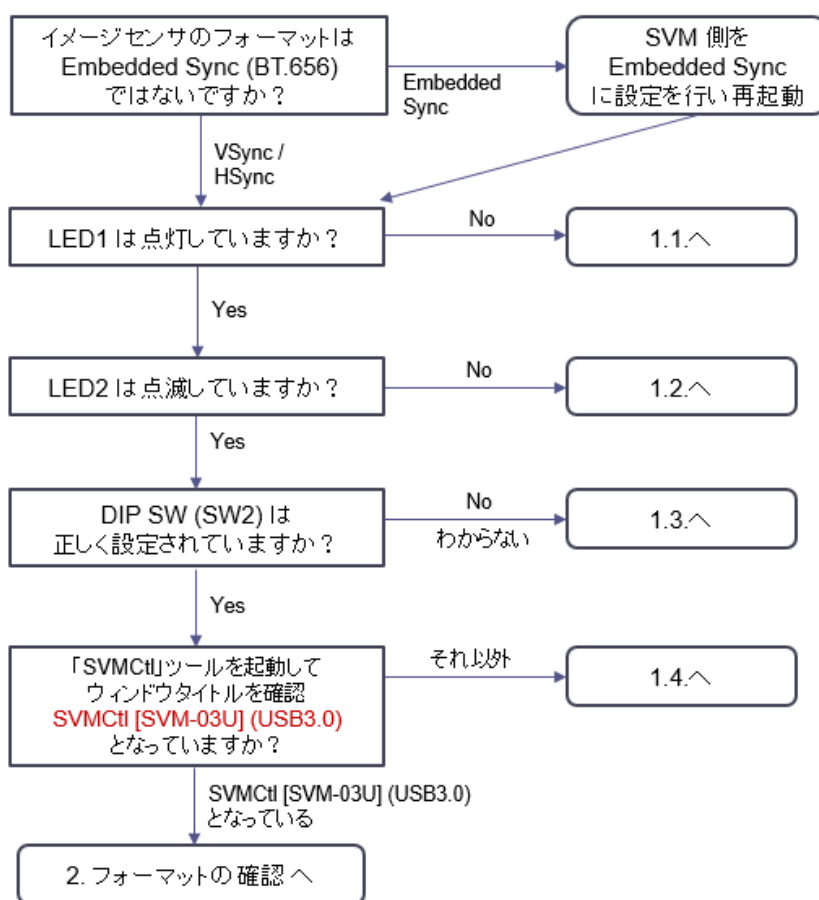 イメージセンサのフォーマットは
Embedded Sync (BT.656)
ではないですか？
Embedded
Sync
SVM 側を
Embedded Sync
に設定を行い再起動
VSync /
HSync
LED1 は点灯していますか？
No
1.1.へ
Yes
LED2 は点滅していますか？
No
1.2.へ
Yes
DIP SW (SW2) は
正しく設定されていますか？
No
わからない
1.3.へ
Yes
「SVMCtl」ツールを起動して
ウィンドウタイトルを確認
SVMCtl [SVM-03U] (USB3.0)
となっていますか？
それ以外
1.4.へ
SVMCtl [SVM-03U] (USB3.0)
となっている
2. フォーマットの確認 へ